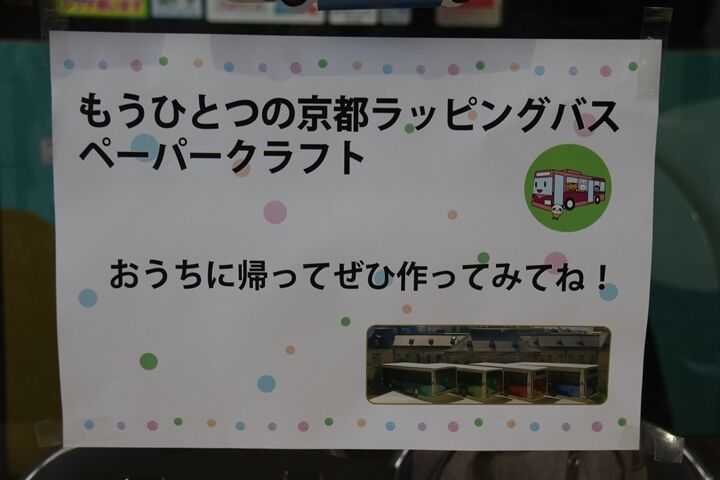 もうひとつの京都ラッピングバス
ペーパークラフト
おうちに帰ってぜひ作ってみてね！